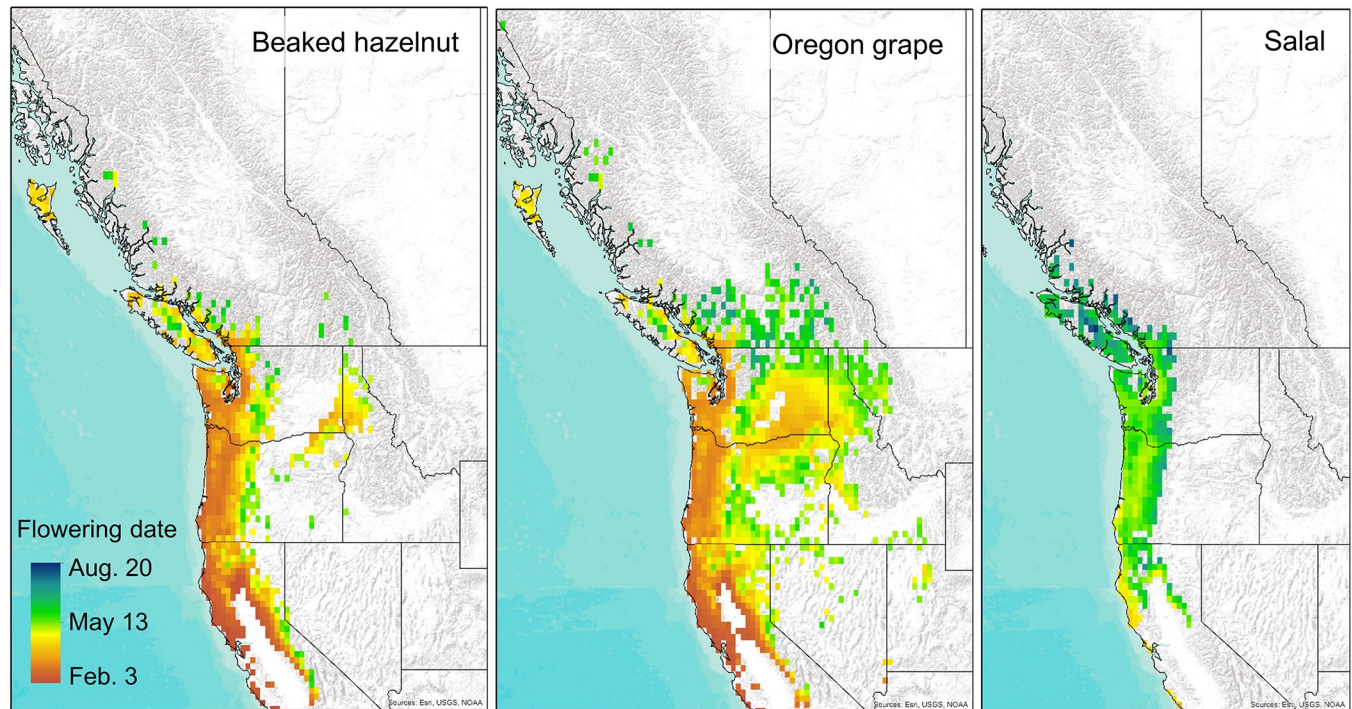 Beaked hazelnut
Oregon grape
Salal
Flowering date
Aug. 20
May 13
Feb. 3
Sources: Esri, USGS, NOAA
Sources: Esri, USGS, NOAA
Sources: Esri, USGS, NOAA